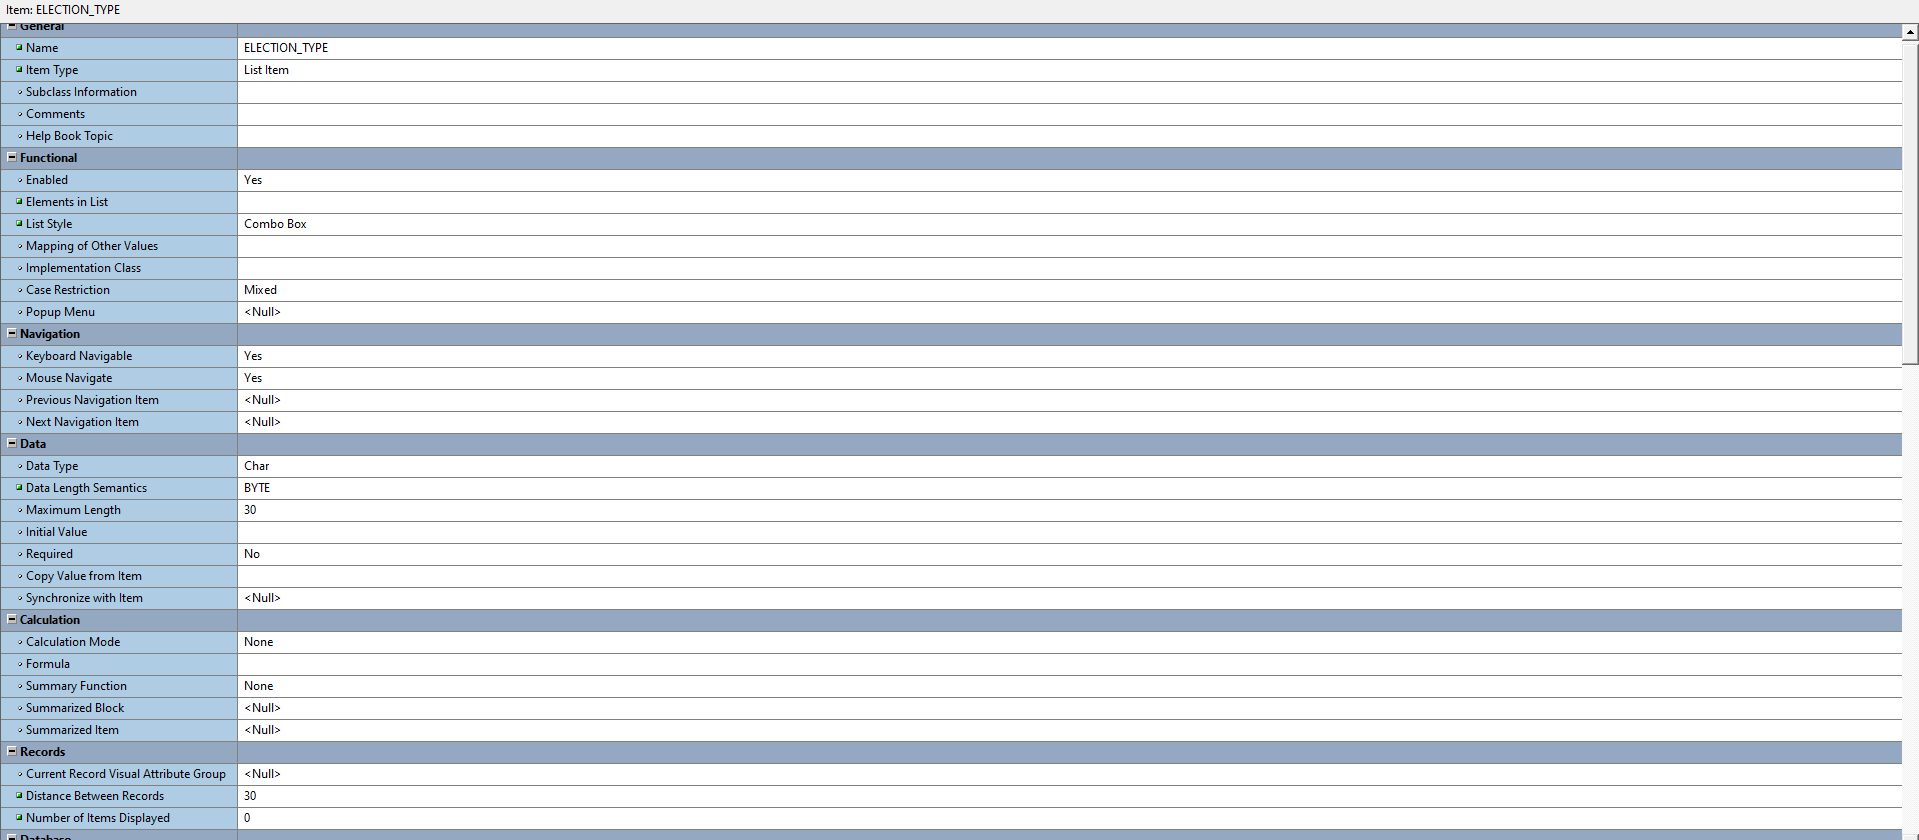 Item: ELECTION_TYPE
General
Name ELECTION_TYPE
Item Type List Item
Subclass Information
Comments
Help Book Topic
Functional
Enabled Yes
Elements in List
List Style Combo Box
Mapping of Other Values
Implementation Class
Case Restriction Mixed
Popup Menu <Null>
Navigation
Keyboard Navigable Yes
Mouse Navigate Yes
Previous Navigation Item <Null>
Next Navigation Item <Null>
Data
Data Type Char
Data Length Semantics BYTE
Maximum Length 30
Initial Value
Required No
Copy Value from Item
Synchronize with Item <Null>
Calculation
Calculation Mode None
Formula
Summary Function None
Summarized Block <Null>
Summarized Item <Null>
Records
Current Record Visual Attribute Group <Null>
Distance Between Records 30
Number of Items Displayed 0
Database